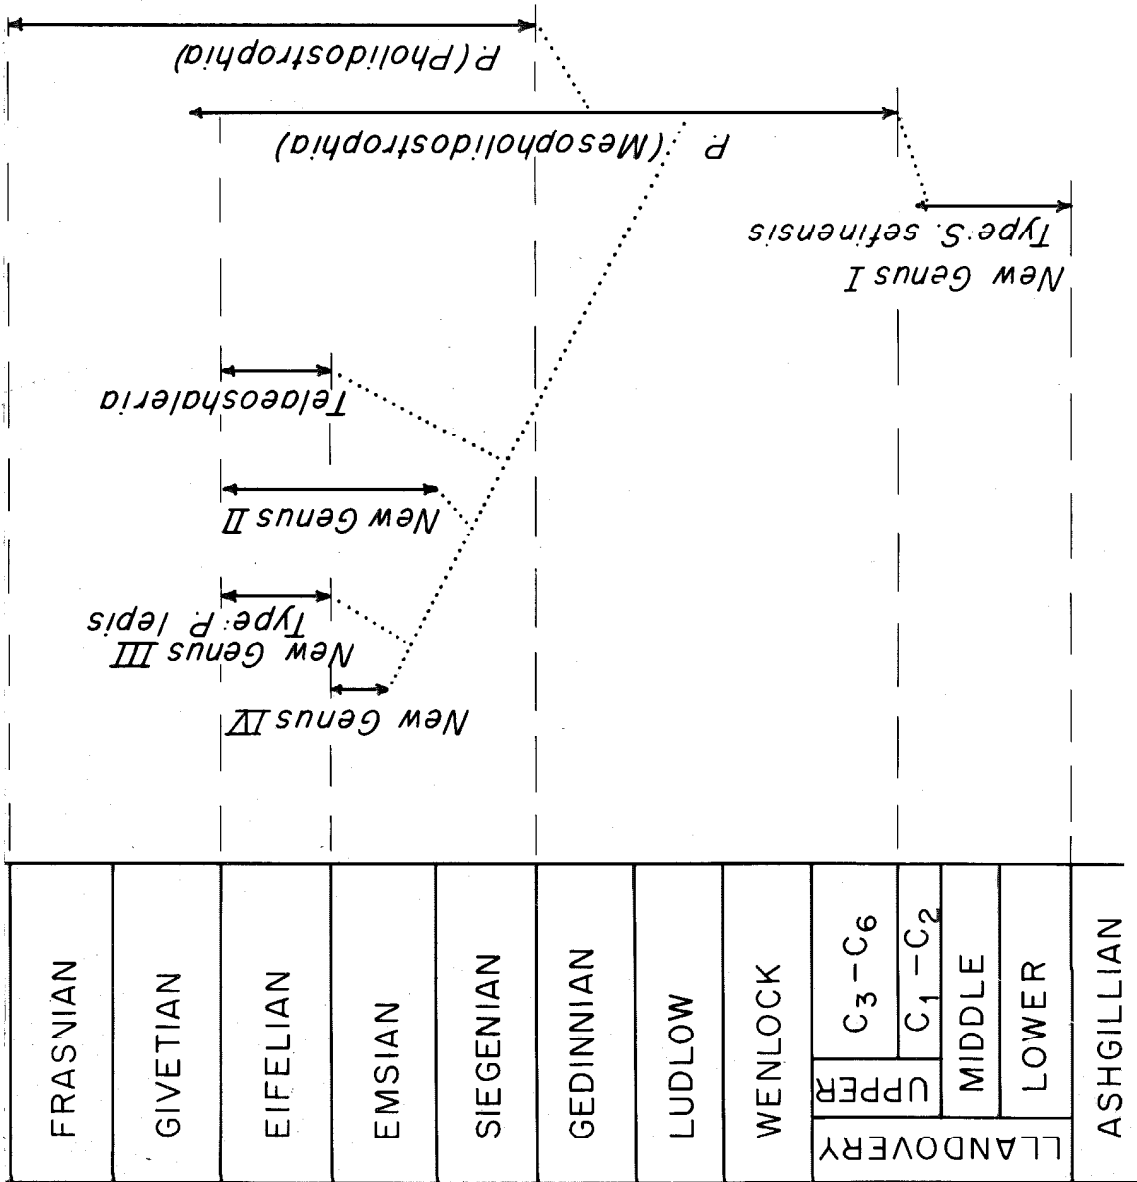 P. (Pholidostrophia)
P. (Mesopholidostrophia)
New Genus I
Type: S. sefinensis
Telaeoshaleria
New Genus II
New Genus III
Type: P. lepis
New Genus IV
FRASNIAN
GIVETIAN
EIFELIAN
EMSIAN
SIEGENIAN
GEDINNIAN
LUDLOW
WENLOCK
C3-C6
C1-C2
UPPER
MIDDLE
LOWER
LLANDOVERY
ASHGILLIAN